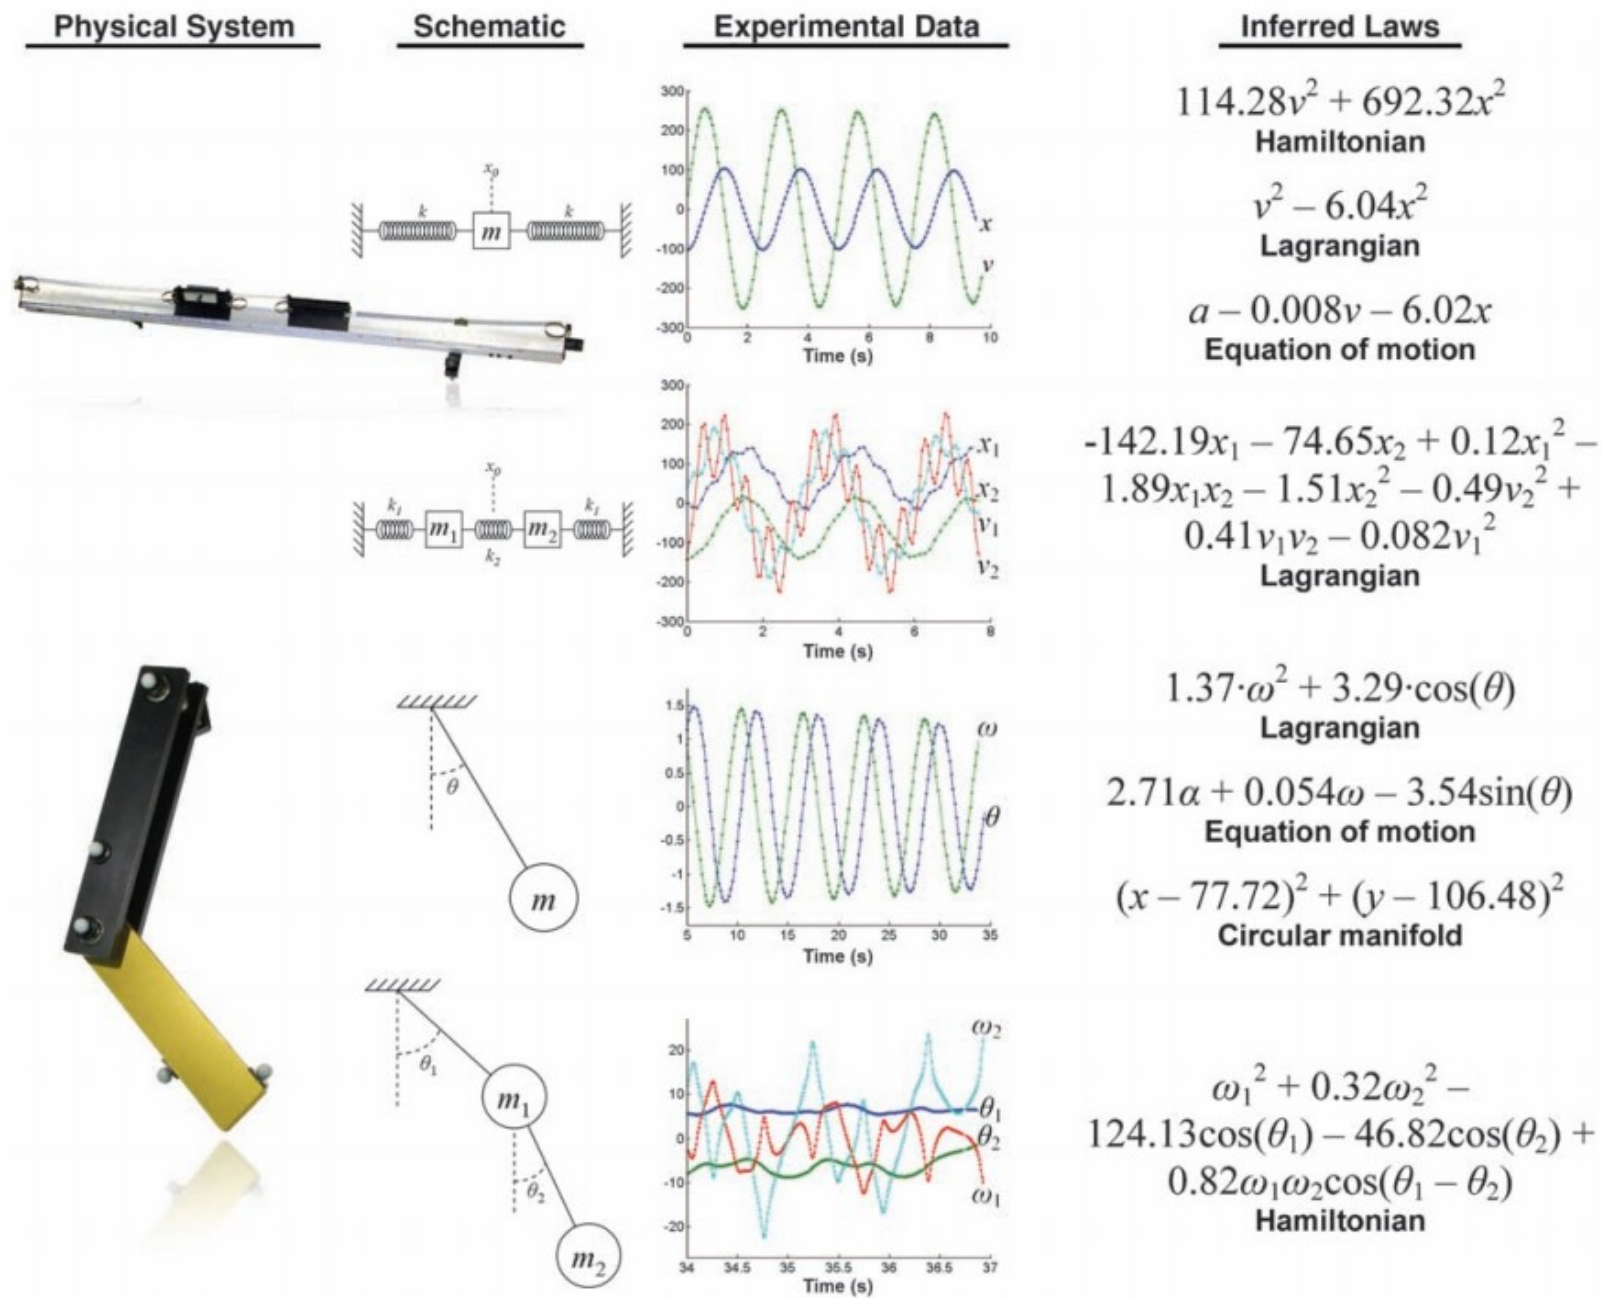 Physical System
Schematic
Experimental Data
Inferred Laws
x₀
k
k
m
300
200
100
0
-100
-200
-300
x
v
0
2
4
6
8
10
Time (s)
114.28v² + 692.32x²
Hamiltonian
v² – 6.04x²
Lagrangian
a – 0.008v – 6.02x
Equation of motion
x₀
k₁
k₁
m₁
m₂
k₂
300
200
100
0
-100
-200
-300
x₁
x₂
v₁
v₂
0
2
4
6
8
Time (s)
-142.19x₁ – 74.65x₂ + 0.12x₁² –
1.89x₁x₂ – 1.51x₂² – 0.49v₂² +
0.41v₁v₂ – 0.082v₁²
Lagrangian
θ
m
1.5
1
0.5
0
-0.5
-1
-1.5
ω
θ
5
10
15
20
25
30
35
Time (s)
1.37·ω² + 3.29·cos(θ)
Lagrangian
2.71α + 0.054ω – 3.54sin(θ)
Equation of motion
(x – 77.72)² + (y – 106.48)²
Circular manifold
θ₁
m₁
θ₂
m₂
20
10
0
-10
-20
ω₂
θ₁
θ₂
ω₁
34
34.5
35
35.5
36
36.5
37
Time (s)
ω₁² + 0.32ω₂² –
124.13cos(θ₁) – 46.82cos(θ₂) +
0.82ω₁ω₂cos(θ₁ – θ₂)
Hamiltonian